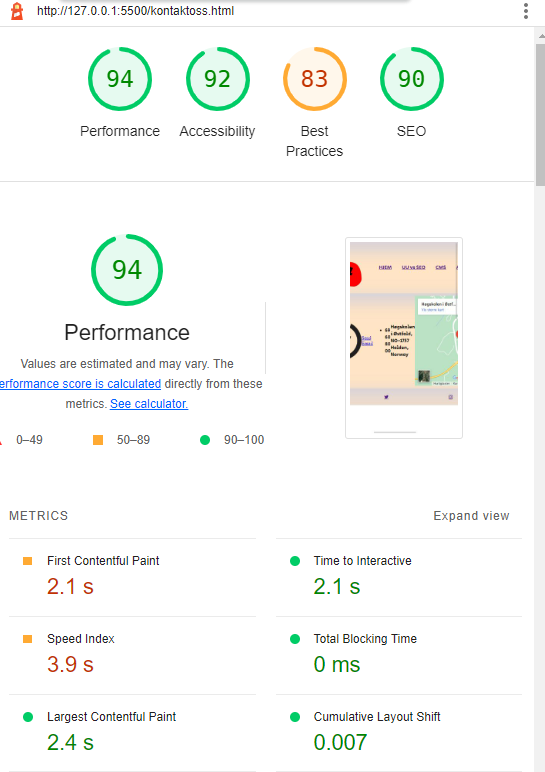 http://127.0.0.1:5500/kontaktoss.html
94 92 83 90
Performance Accessibility Best SEO
Practices
94
Performance
Values are estimated and may vary. The
erformance score is calculated directly from these
metrics. See calculator.
0–49 50–89 90–100
HJEM UU vs SEO CMS
Høgskolen
i Østfold,
Halden,
Norway
METRICS Expand view
First Contentful Paint Time to Interactive
2.1 s 2.1 s
Speed Index Total Blocking Time
3.9 s 0 ms
Largest Contentful Paint Cumulative Layout Shift
2.4 s 0.007